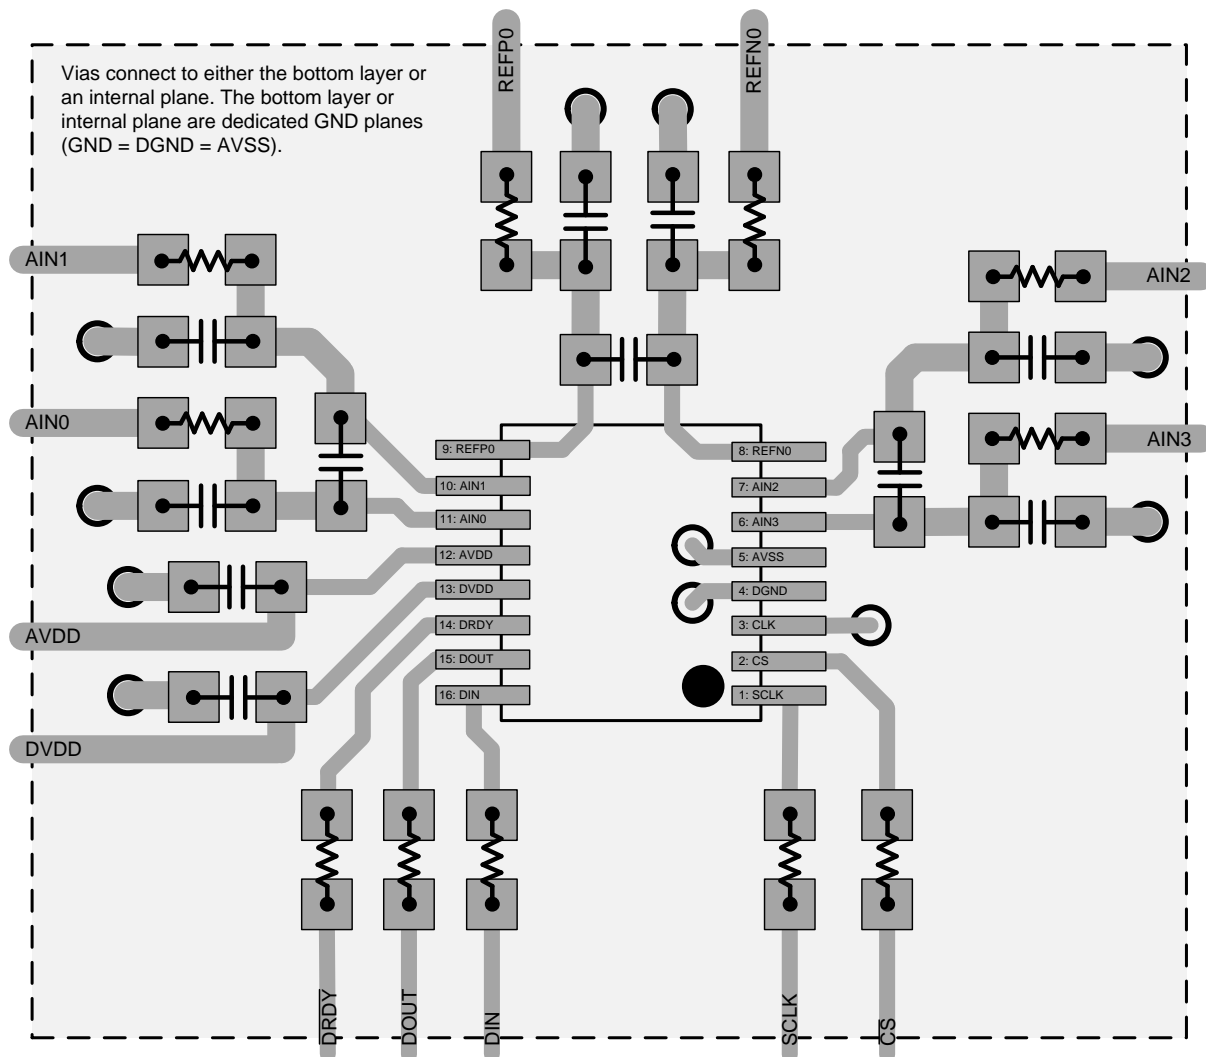 REFP0
REFN0
Vias connect to either the bottom layer or
an internal plane. The bottom layer or
internal plane are dedicated GND planes
(GND = DGND = AVSS).
AIN1
AIN2
AIN0
AIN3
9: REFP0
8: REFN0
10: AIN1
7: AIN2
11: AIN0
6: AIN3
12: AVDD
5: AVSS
13: DVDD
4: DGND
14: DRDY
3: CLK
15: DOUT
2: CS
16: DIN
1: SCLK
AVDD
DVDD
DRDY
DOUT
DIN
SCLK
CS